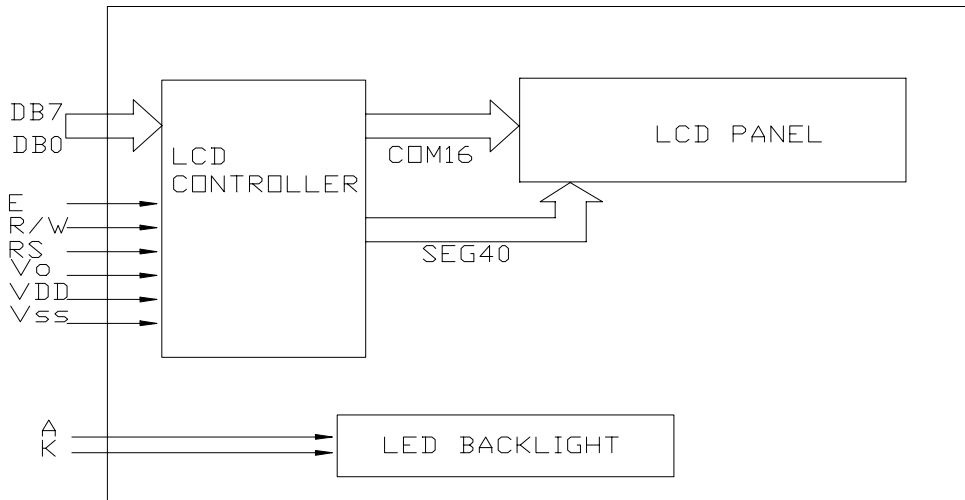 DB7
DB0
LCD
CONTROLLER
COM16
LCD PANEL
SEG40
E
R/W
RS
Vo
VDD
Vss
A
K
LED BACKLIGHT